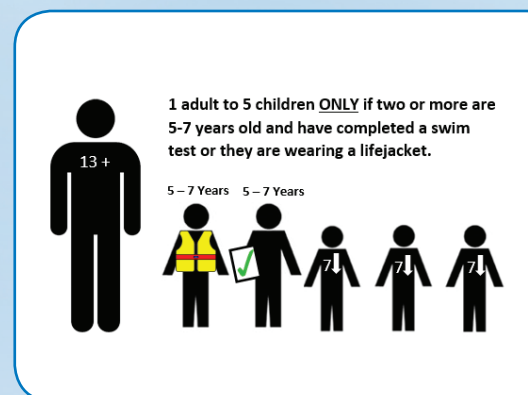 1 adult to 5 children ONLY if two or more are
5-7 years old and have completed a swim
test or they are wearing a lifejacket.
13 +
5 – 7 Years 5 – 7 Years
7 7 7